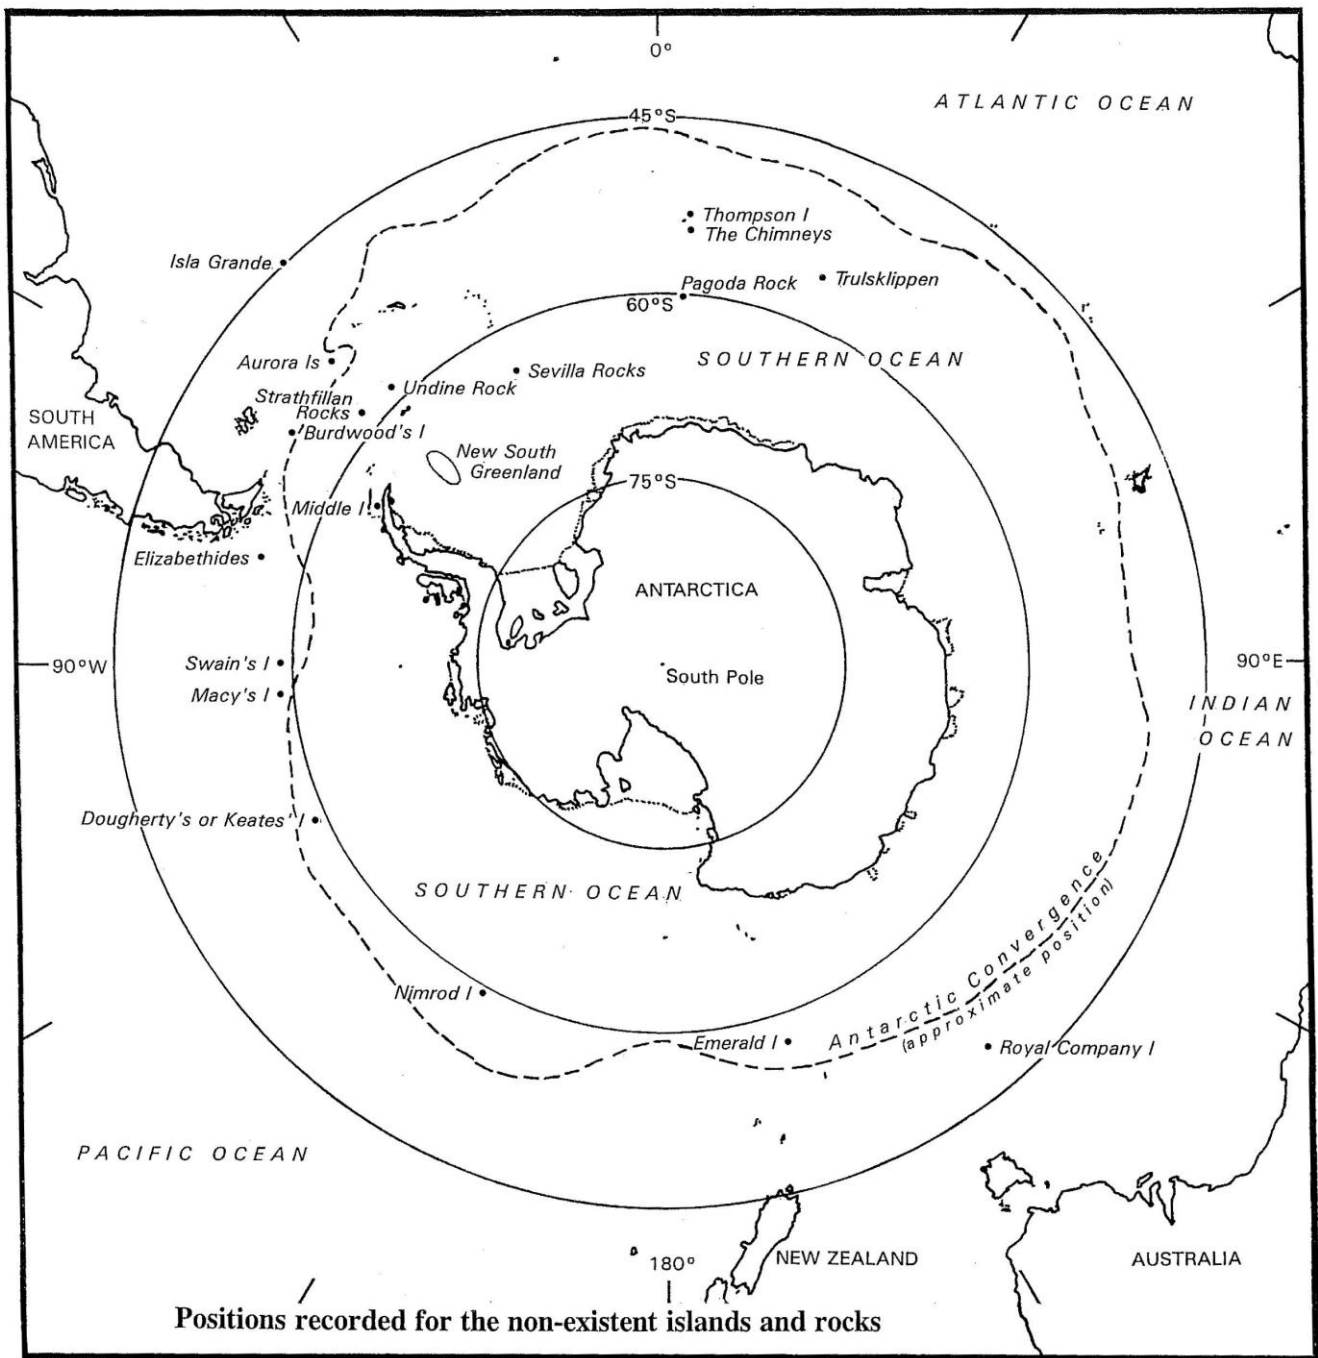 0°
ATLANTIC OCEAN
45°S
Thompson I
The Chimneys
Isla Grande
Pagoda Rock
Trulsklippen
60°S
SOUTHERN OCEAN
Aurora Is
Sevilla Rocks
Undine Rock
Strathfillan
Rocks
SOUTH
AMERICA
Burdwood's I
New South
Greenland
75°S
Middle I
Elizabethides
ANTARCTICA
90°W
Swain's I
South Pole
90°E
Macy's I
INDIAN
OCEAN
Dougherty's or Keates' I
SOUTHERN OCEAN
Antarctic Convergence
(approximate position)
Nimrod I
Emerald I
Royal Company I
PACIFIC OCEAN
180°
NEW ZEALAND
AUSTRALIA
Positions recorded for the non-existent islands and rocks